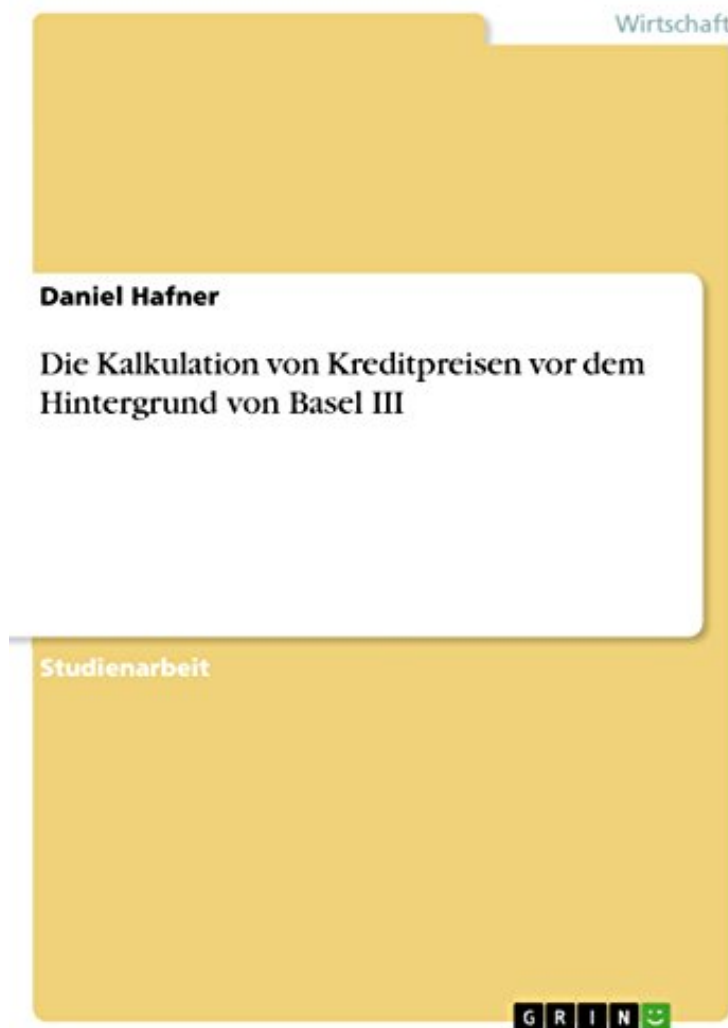 Wirtschaft
Daniel Hafner
Die Kalkulation von Kreditpreisen vor dem
Hintergrund von Basel III
Studienarbeit
GRIN